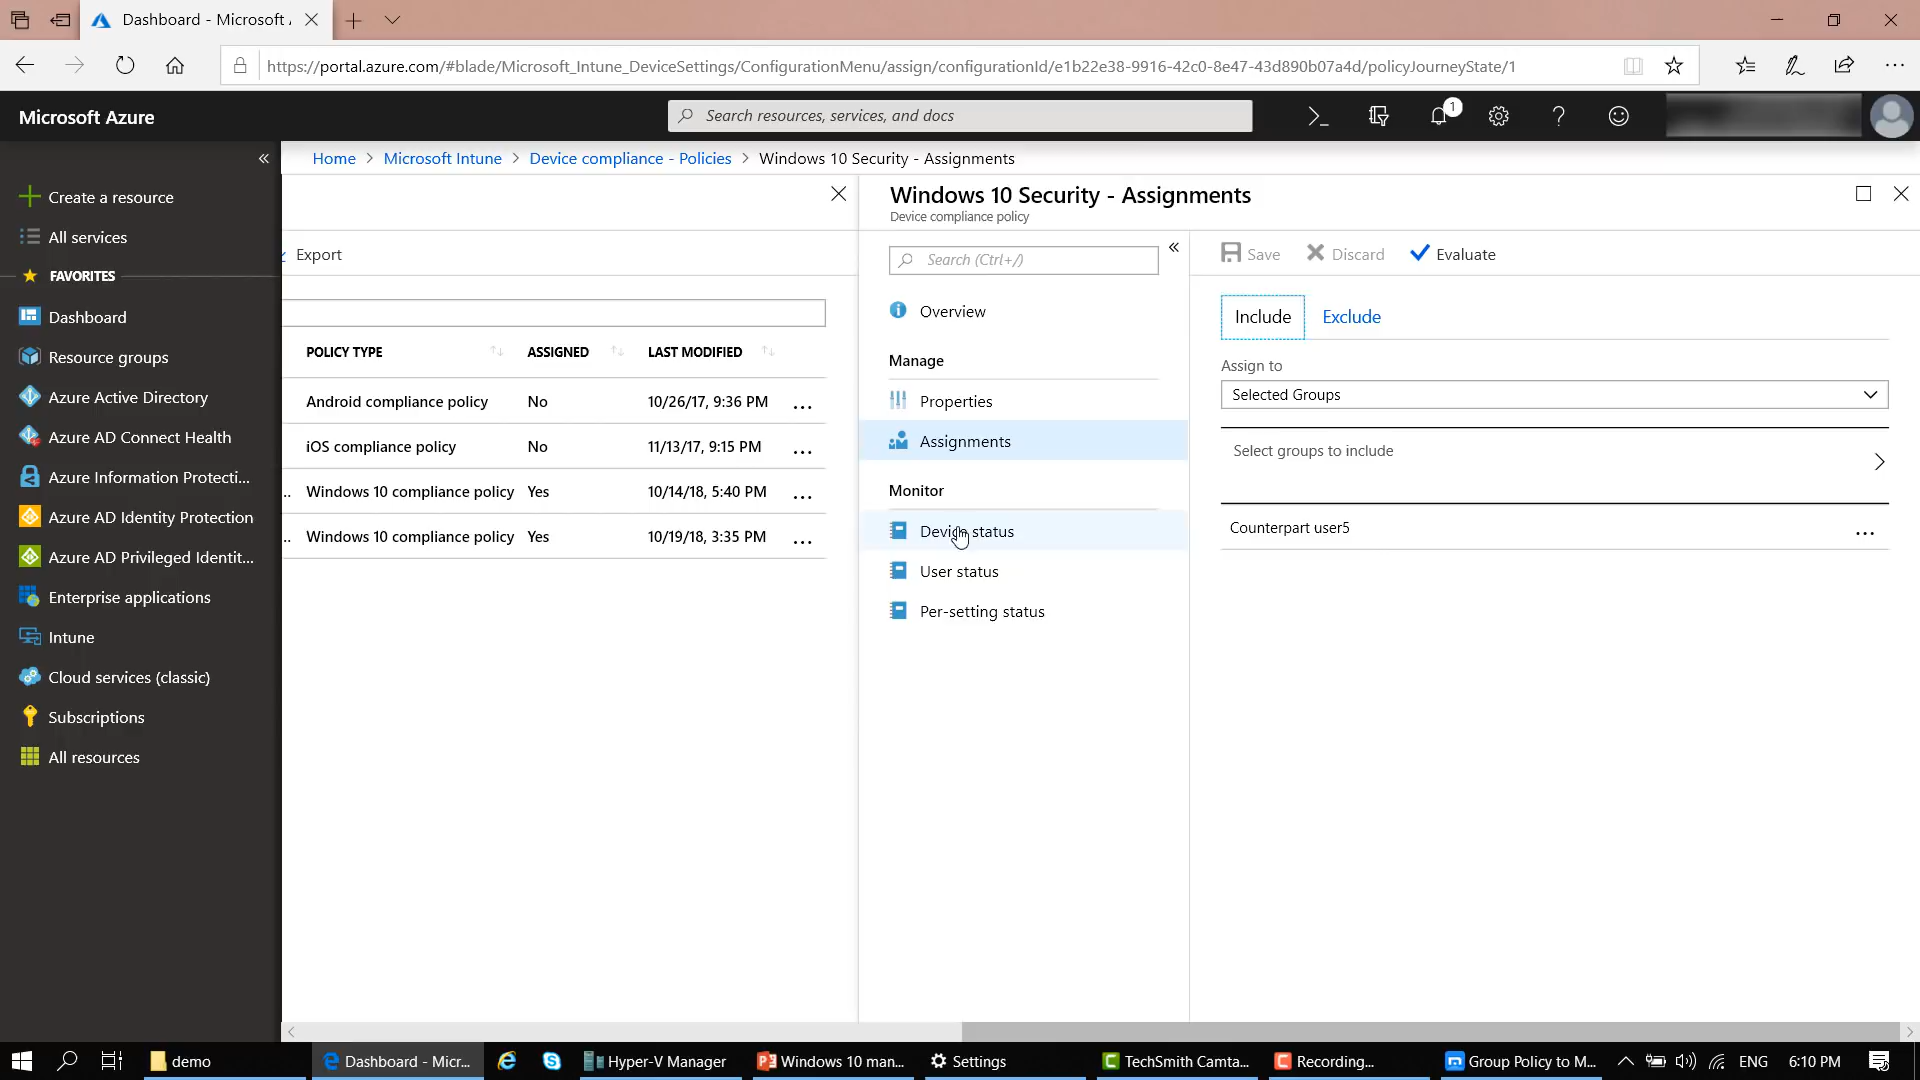 Dashboard - Microsoft A
https://portal.azure.com/#blade/Microsoft_Intune_DeviceSettings/ConfigurationMenu/assign/configurationId/e1b22e38-9916-42c0-8e47-43d890b07a4d/policyJourneyState/1
Microsoft Azure
Search resources, services, and docs
1
Home > Microsoft Intune > Device compliance - Policies > Windows 10 Security - Assignments
Create a resource
All services
FAVORITES
Dashboard
Resource groups
Azure Active Directory
Azure AD Connect Health
Azure Information Protecti...
Azure AD Identity Protection
Azure AD Privileged Identit...
Enterprise applications
Intune
Cloud services (classic)
Subscriptions
All resources
Export
POLICY TYPE ASSIGNED LAST MODIFIED
Android compliance policy No 10/26/17, 9:36 PM ...
iOS compliance policy No 11/13/17, 9:15 PM ...
.. Windows 10 compliance policy Yes 10/14/18, 5:40 PM ...
.. Windows 10 compliance policy Yes 10/19/18, 3:35 PM ...
Windows 10 Security - Assignments
Device compliance policy
Search (Ctrl+/)
Overview
Manage
Properties
Assignments
Monitor
Device status
User status
Per-setting status
Save Discard Evaluate
Include Exclude
Assign to
Selected Groups
Select groups to include
Counterpart user5 ...
demo
Dashboard - Micr...
Hyper-V Manager
Windows 10 man...
Settings
TechSmith Camta...
Recording...
Group Policy to M...
ENG
6:10 PM